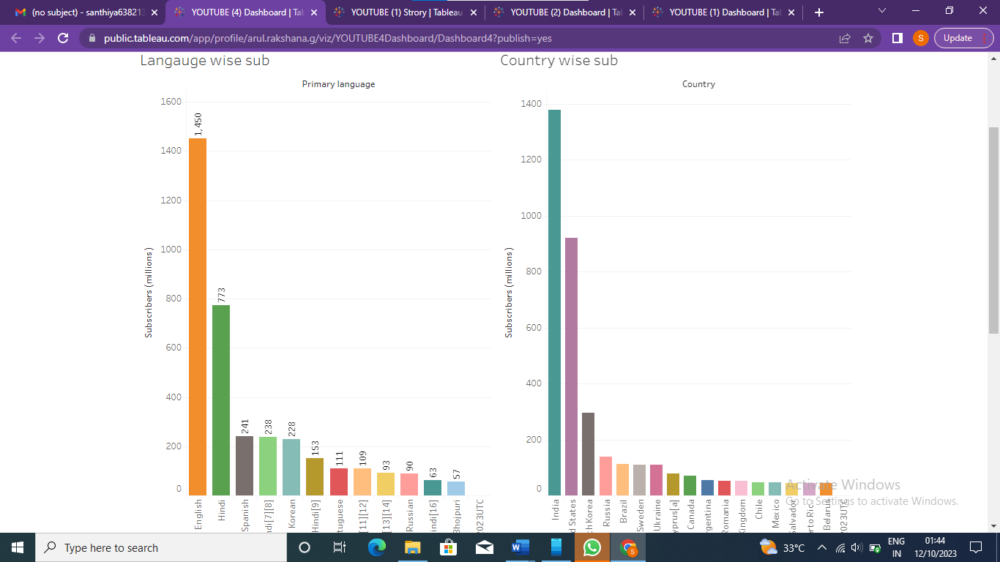 (no subject) - santhiya638213
YOUTUBE (4) Dashboard | Tab
YOUTUBE (1) Strory | Tableau
YOUTUBE (2) Dashboard | Tal
YOUTUBE (1) Dashboard | Tal
public.tableau.com/app/profile/arul.rakshana.g/viz/YOUTUBE4Dashboard/Dashboard4?publish=yes
S
Update
Langauge wise sub
Country wise sub
Primary language
Country
Subscribers (millions)
1600
1400
1200
1000
800
600
400
200
0
1,450
773
241
238
228
153
111
109
93
90
63
57
English
Hindi
Spanish
ndi[7][8]
Korean
Hindi[9]
tuguese
[11][12]
[13][14]
Russian
indi[16]
Bhojpuri
2023UTC
Subscribers (millions)
1400
1200
1000
800
600
400
200
0
India
d States
h Korea
Russia
Brazil
Sweden
Ukraine
yprus[a]
Canada
gentina
Romania
Kingdom
Chile
Mexico
Salvador
rto Ric..
Belarus
2023UTC
Activate Windows
Go to Settings to activate Windows.
Type here to search
33°C
ENG
IN
01:44
12/10/2023